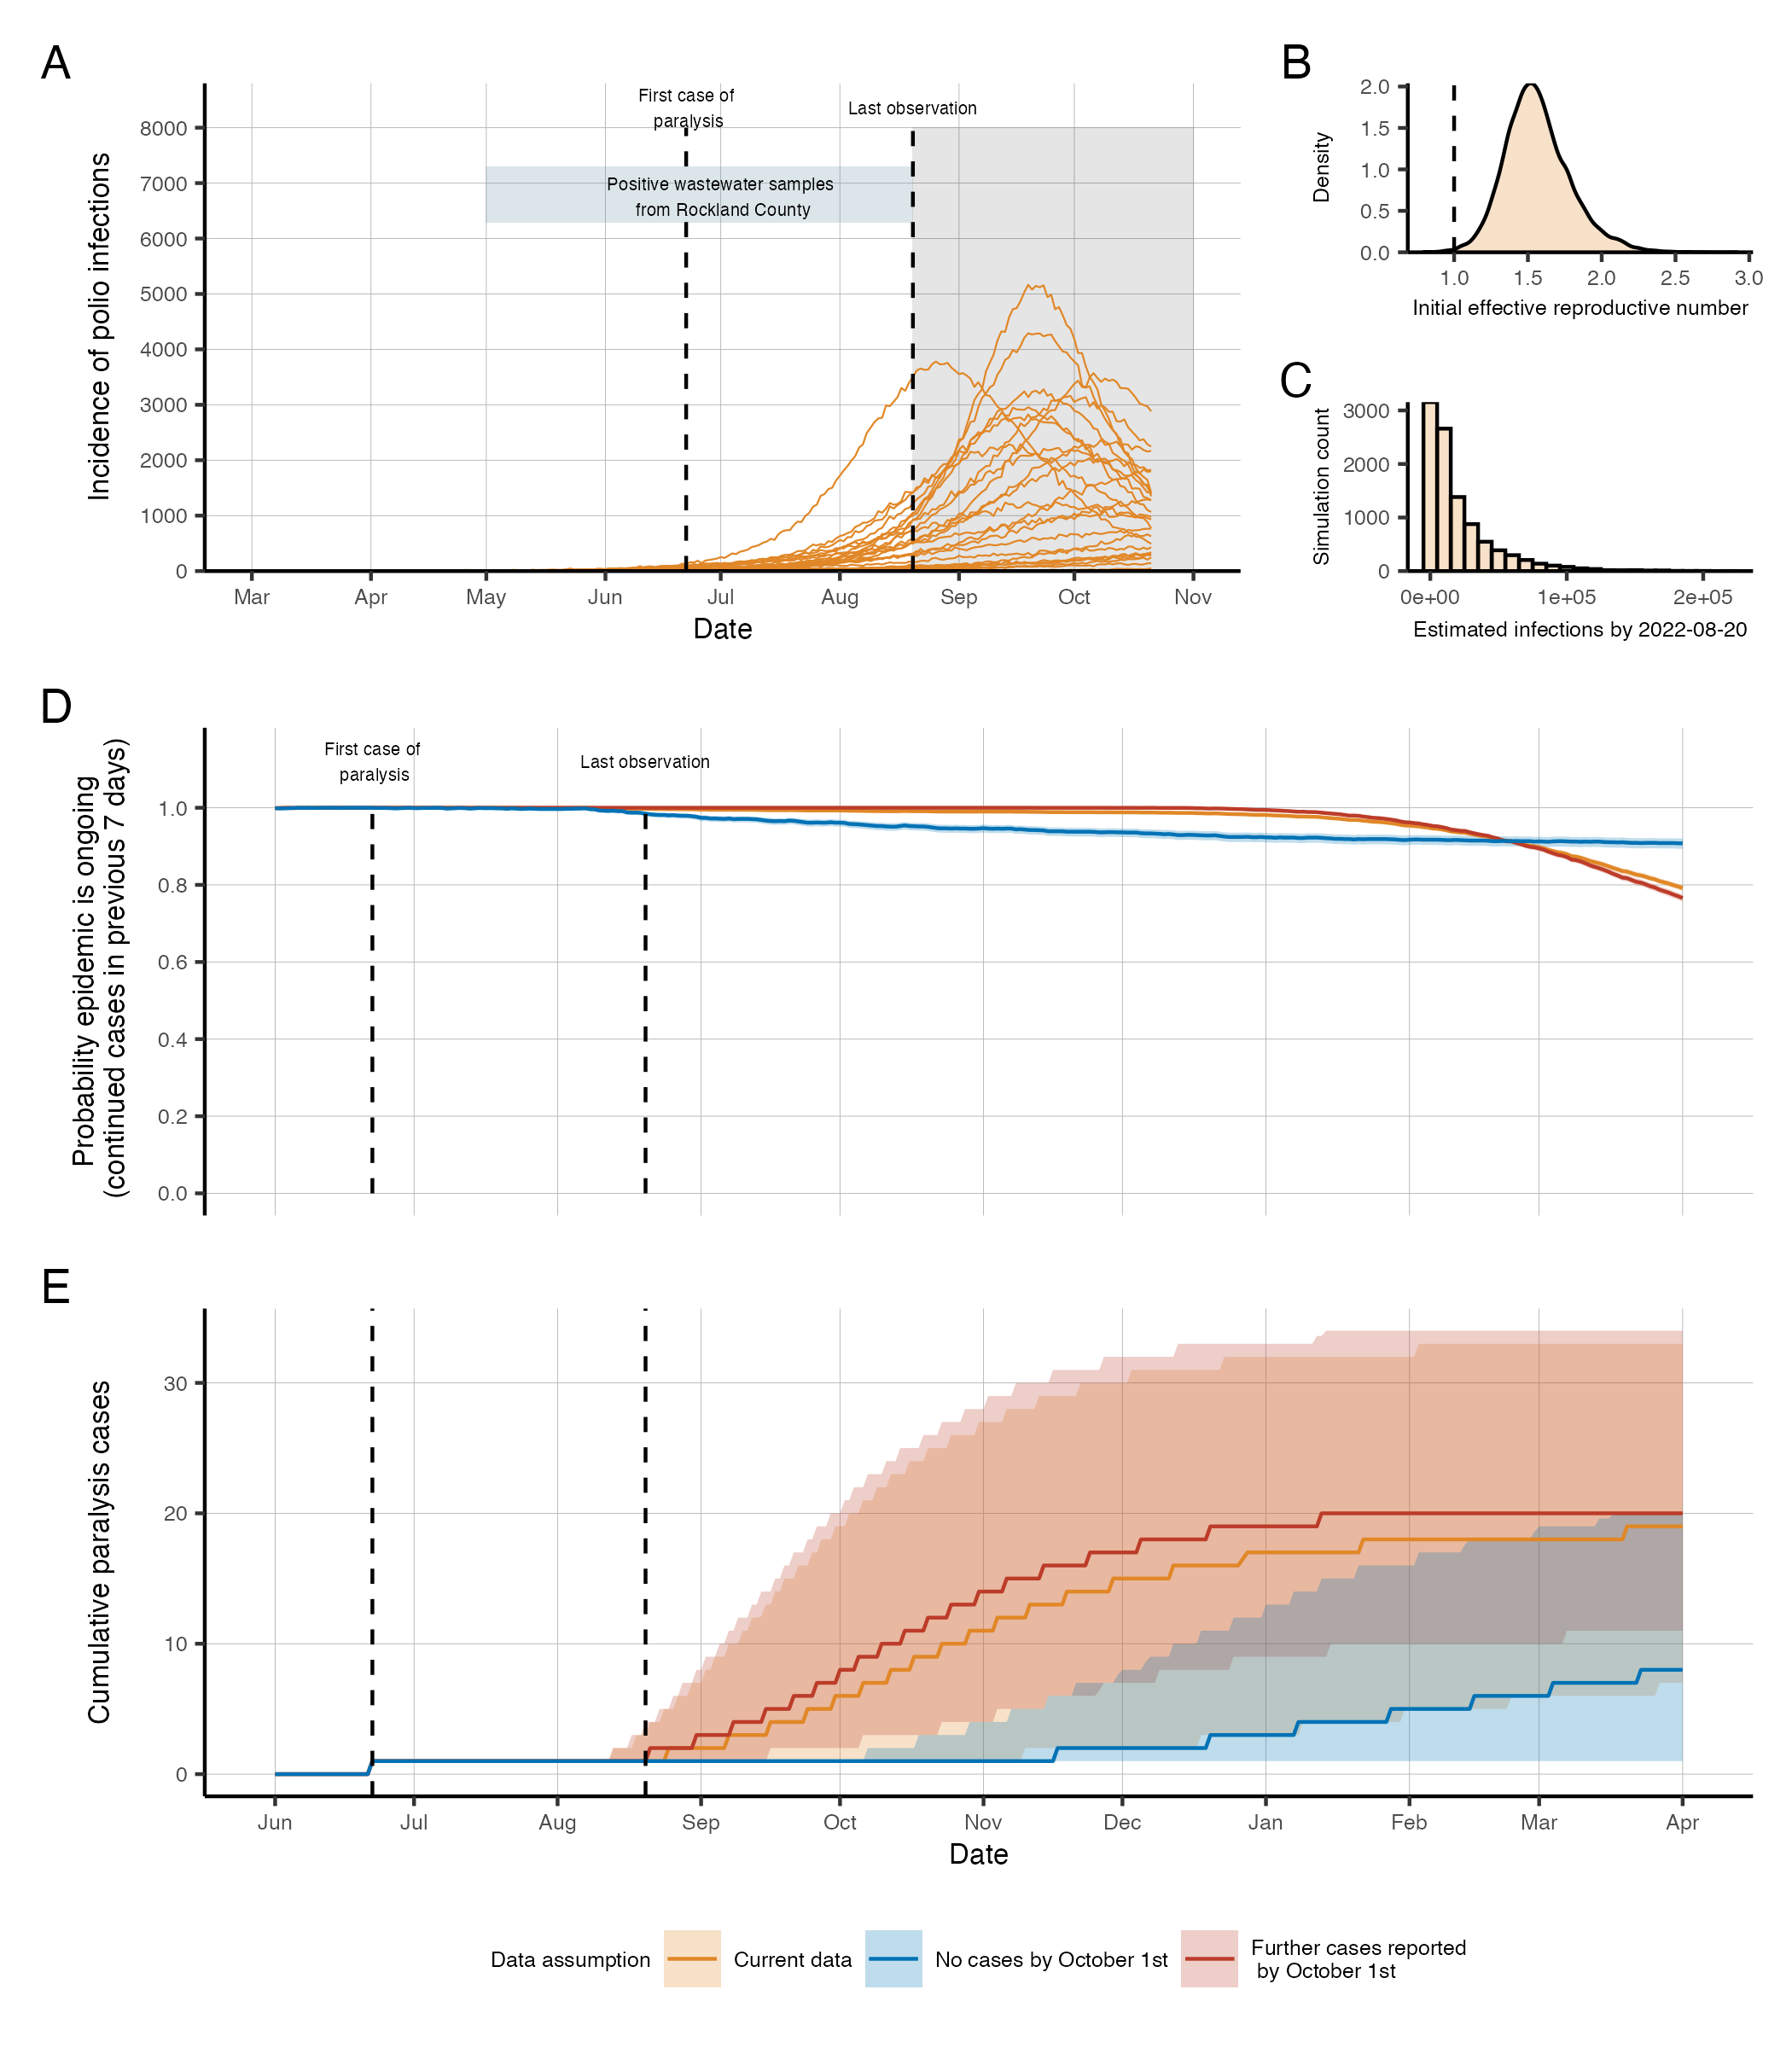 A
First case of
paralysis
Last observation
Positive wastewater samples
from Rockland County
Incidence of polio infections
8000
7000
6000
5000
4000
3000
2000
1000
0
Mar
Apr
May
Jun
Jul
Aug
Sep
Oct
Nov
Date
B
Density
2.0
1.5
1.0
0.5
0.0
1.0
1.5
2.0
2.5
3.0
Initial effective reproductive number
C
Simulation count
3000
2000
1000
0
0e+00
1e+05
2e+05
Estimated infections by 2022-08-20
D
First case of
paralysis
Last observation
Probability epidemic is ongoing
(continued cases in previous 7 days)
1.0
0.8
0.6
0.4
0.2
0.0
E
Cumulative paralysis cases
30
20
10
0
Jun
Jul
Aug
Sep
Oct
Nov
Dec
Jan
Feb
Mar
Apr
Date
Data assumption
Current data
No cases by October 1st
Further cases reported
by October 1st